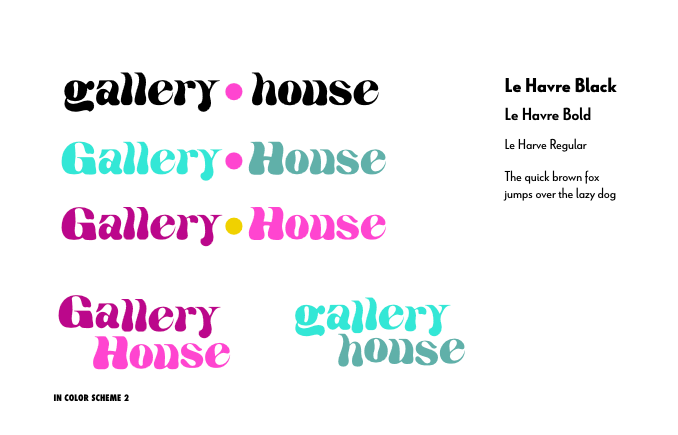 gallery • house
Gallery • House
Gallery • House
Gallery
House
gallery
house
IN COLOR SCHEME 2
Le Havre Black
Le Havre Bold
Le Harve Regular
The quick brown fox
jumps over the lazy dog